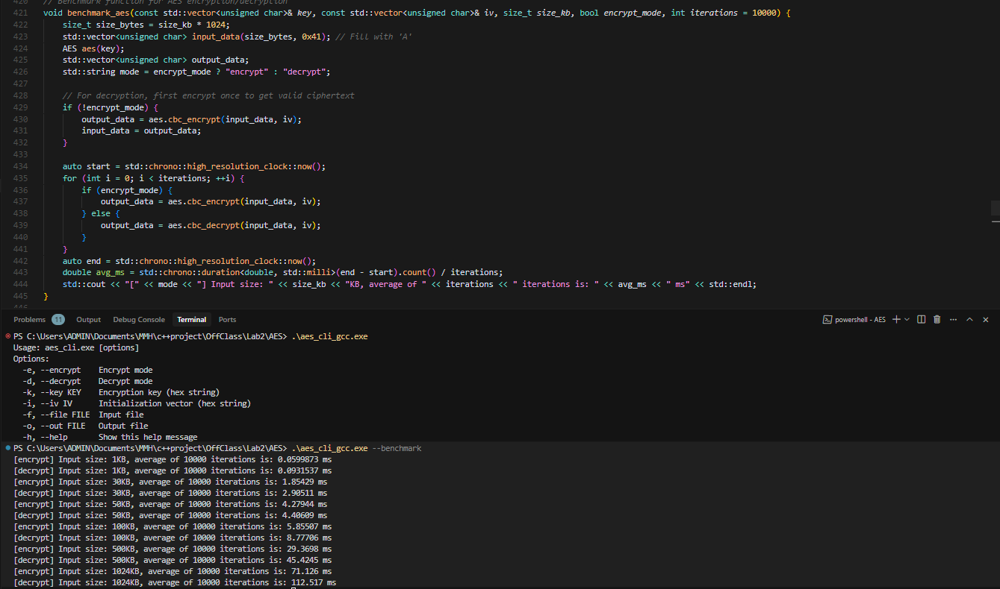 420 // Benchmark function for AES encryption/decryption
421 void benchmark_aes(const std::vector<unsigned char>& key, const std::vector<unsigned char>& iv, size_t size_kb, bool encrypt_mode, int iterations = 10000) {
422 size_t size_bytes = size_kb * 1024;
423 std::vector<unsigned char> input_data(size_bytes, 0x41); // Fill with 'A'
424 AES aes(key);
425 std::vector<unsigned char> output_data;
426 std::string mode = encrypt_mode ? "encrypt" : "decrypt";
427
428 // For decryption, first encrypt once to get valid ciphertext
429 if (!encrypt_mode) {
430 output_data = aes.cbc_encrypt(input_data, iv);
431 input_data = output_data;
432 }
433
434 auto start = std::chrono::high_resolution_clock::now();
435 for (int i = 0; i < iterations; ++i) {
436 if (encrypt_mode) {
437 output_data = aes.cbc_encrypt(input_data, iv);
438 } else {
439 output_data = aes.cbc_decrypt(input_data, iv);
440 }
441 }
442 auto end = std::chrono::high_resolution_clock::now();
443 double avg_ms = std::chrono::duration<double, std::milli>(end - start).count() / iterations;
444 std::cout << "[" << mode << "] Input size: " << size_kb << "KB, average of " << iterations << " iterations is: " << avg_ms << " ms" << std::endl;
445 }
446
Problems 11 Output Debug Console Terminal Ports powershell - AES
PS C:\Users\ADMIN\Documents\MMH\c++project\OffClass\Lab2\AES> .\aes_cli_gcc.exe
Usage: aes_cli.exe [options]
Options:
-e, --encrypt Encrypt mode
-d, --decrypt Decrypt mode
-k, --key KEY Encryption key (hex string)
-i, --iv IV Initialization vector (hex string)
-f, --file FILE Input file
-o, --out FILE Output file
-h, --help Show this help message
PS C:\Users\ADMIN\Documents\MMH\c++project\OffClass\Lab2\AES> .\aes_cli_gcc.exe --benchmark
[encrypt] Input size: 1KB, average of 10000 iterations is: 0.0599873 ms
[decrypt] Input size: 1KB, average of 10000 iterations is: 0.0931537 ms
[encrypt] Input size: 30KB, average of 10000 iterations is: 1.85429 ms
[decrypt] Input size: 30KB, average of 10000 iterations is: 2.90511 ms
[encrypt] Input size: 50KB, average of 10000 iterations is: 4.27944 ms
[decrypt] Input size: 50KB, average of 10000 iterations is: 4.40609 ms
[encrypt] Input size: 100KB, average of 10000 iterations is: 5.85507 ms
[decrypt] Input size: 100KB, average of 10000 iterations is: 8.77706 ms
[encrypt] Input size: 500KB, average of 10000 iterations is: 29.3698 ms
[decrypt] Input size: 500KB, average of 10000 iterations is: 45.4245 ms
[encrypt] Input size: 1024KB, average of 10000 iterations is: 71.126 ms
[decrypt] Input size: 1024KB, average of 10000 iterations is: 112.517 ms